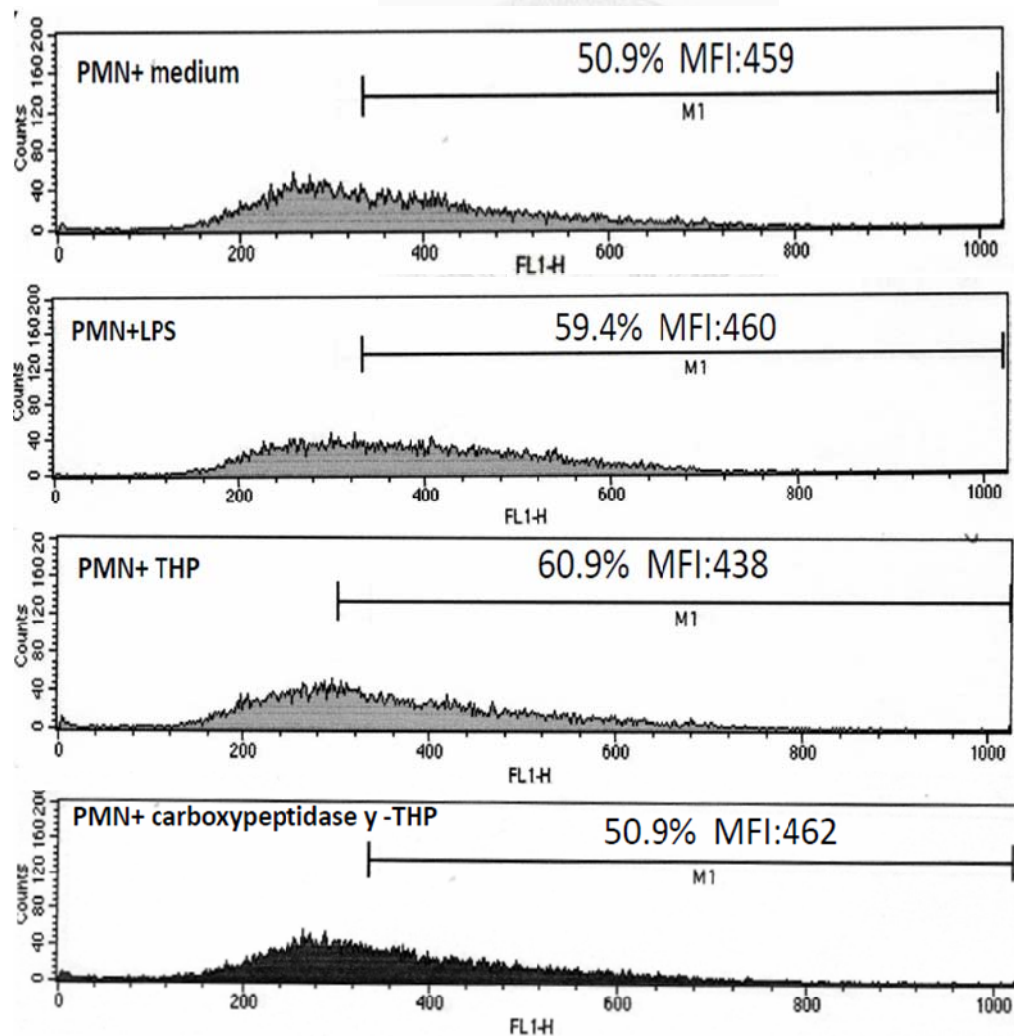 200
160
120
80
40
0
Counts
PMN+ medium
50.9% MFI:459
M1
0 200 400 600 800 1000
FL1-H
200
160
120
80
40
0
Counts
PMN+LPS
59.4% MFI:460
M1
0 200 400 600 800 1000
FL1-H
160
120
80
40
0
Counts
PMN+ THP
60.9% MFI:438
M1
0 200 400 600 800 1000
FL1-H
160
120
80
40
0
Counts
PMN+ carboxypeptidase y -THP
50.9% MFI:462
M1
0 200 400 600 800 1000
FL1-H